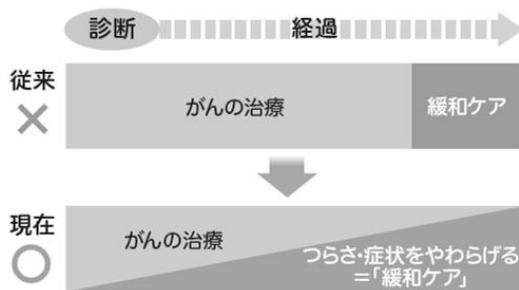 診断
経過
従来
がんの治療
緩和ケア
現在
がんの治療
つらさ・症状をやわらげる
=「緩和ケア」